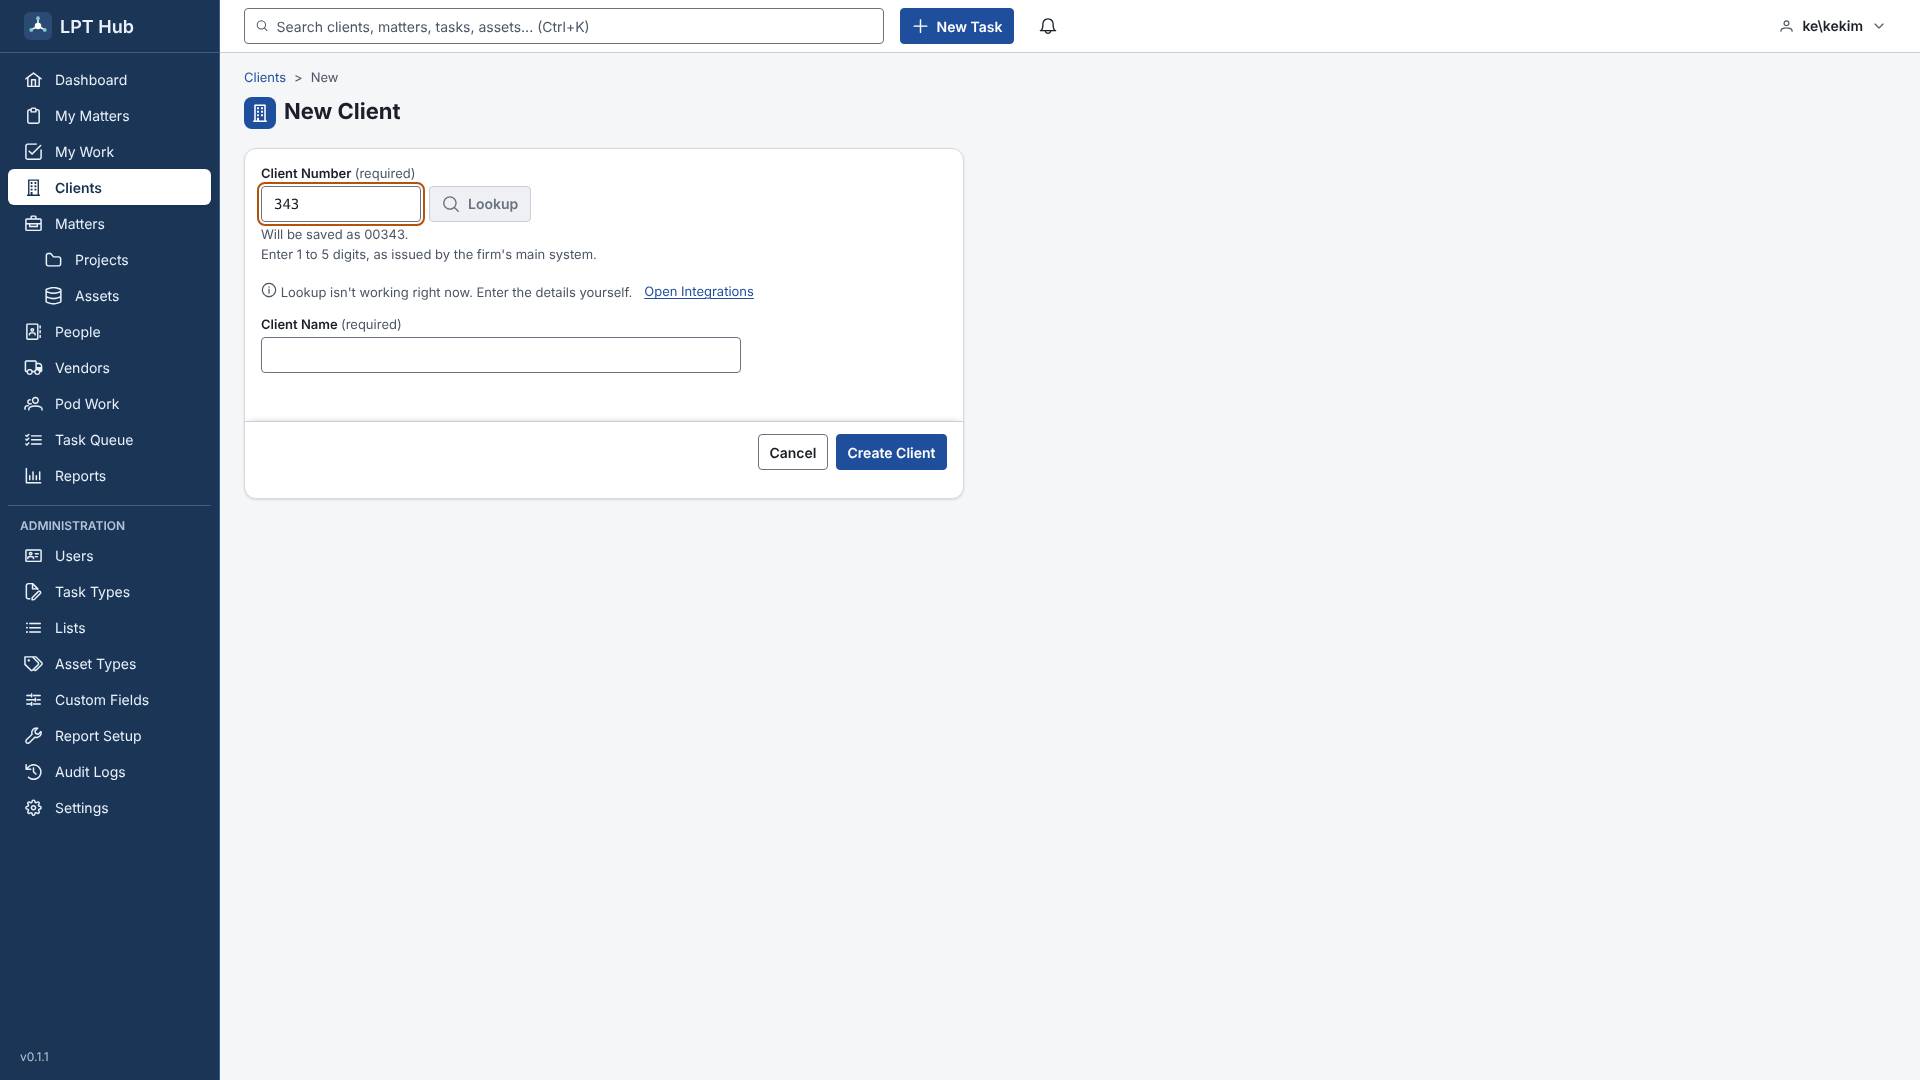 LPT Hub
Search clients, matters, tasks, assets... (Ctrl+K)
New Task
ke\kekim
Dashboard
My Matters
My Work
Clients
Matters
Projects
Assets
People
Vendors
Pod Work
Task Queue
Reports
ADMINISTRATION
Users
Task Types
Lists
Asset Types
Custom Fields
Report Setup
Audit Logs
Settings
v0.1.1
Clients > New
New Client
Client Number (required)
343
Lookup
Will be saved as 00343.
Enter 1 to 5 digits, as issued by the firm's main system.
Lookup isn't working right now. Enter the details yourself. Open Integrations
Client Name (required)
Cancel
Create Client